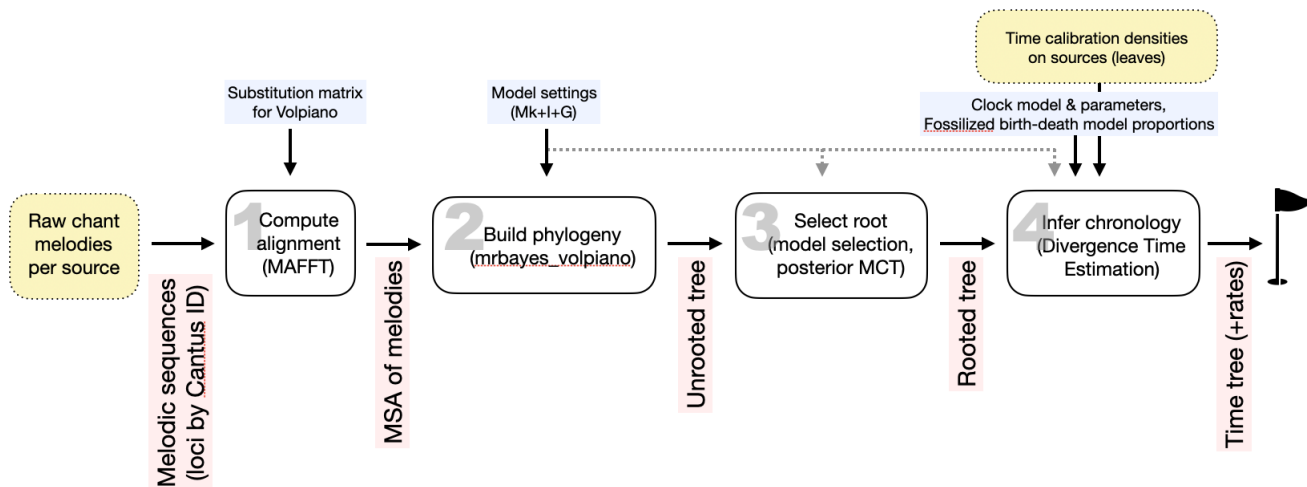 Time calibration densities
on sources (leaves)
Substitution matrix
for Volpiano
Model settings
(Mk+I+G)
Clock model & parameters,
Fossilized birth-death model proportions
Raw chant
melodies
per source
1
Compute
alignment
(MAFFT)
2
Build phylogeny
(mrbayes_volpiano)
3
Select root
(model selection,
posterior MCT)
4
Infer chronology
(Divergence Time
Estimation)
Melodic sequences
(loci by Cantus ID)
MSA of melodies
Unrooted tree
Rooted tree
Time tree (+rates)